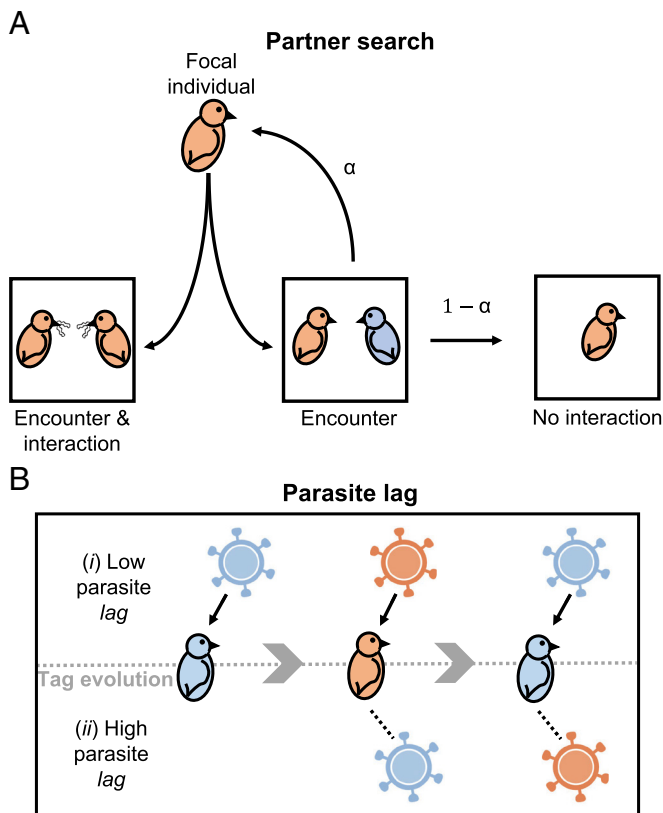 A
Partner search
Focal
individual
α
1 − α
Encounter &
interaction
Encounter
No interaction
B
Parasite lag
(i) Low
parasite
lag
Tag evolution
(ii) High
parasite
lag